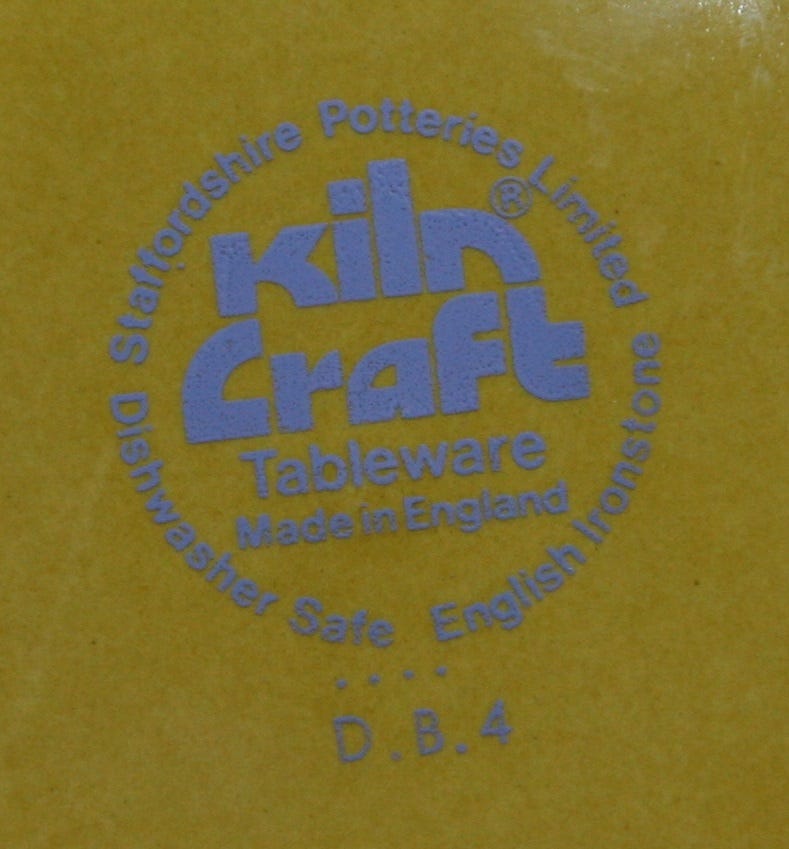 Staffordshire Potteries Limited
Kiln ®
Craft
Tableware
Made in England
Dishwasher Safe English Ironstone
....
D.B.4